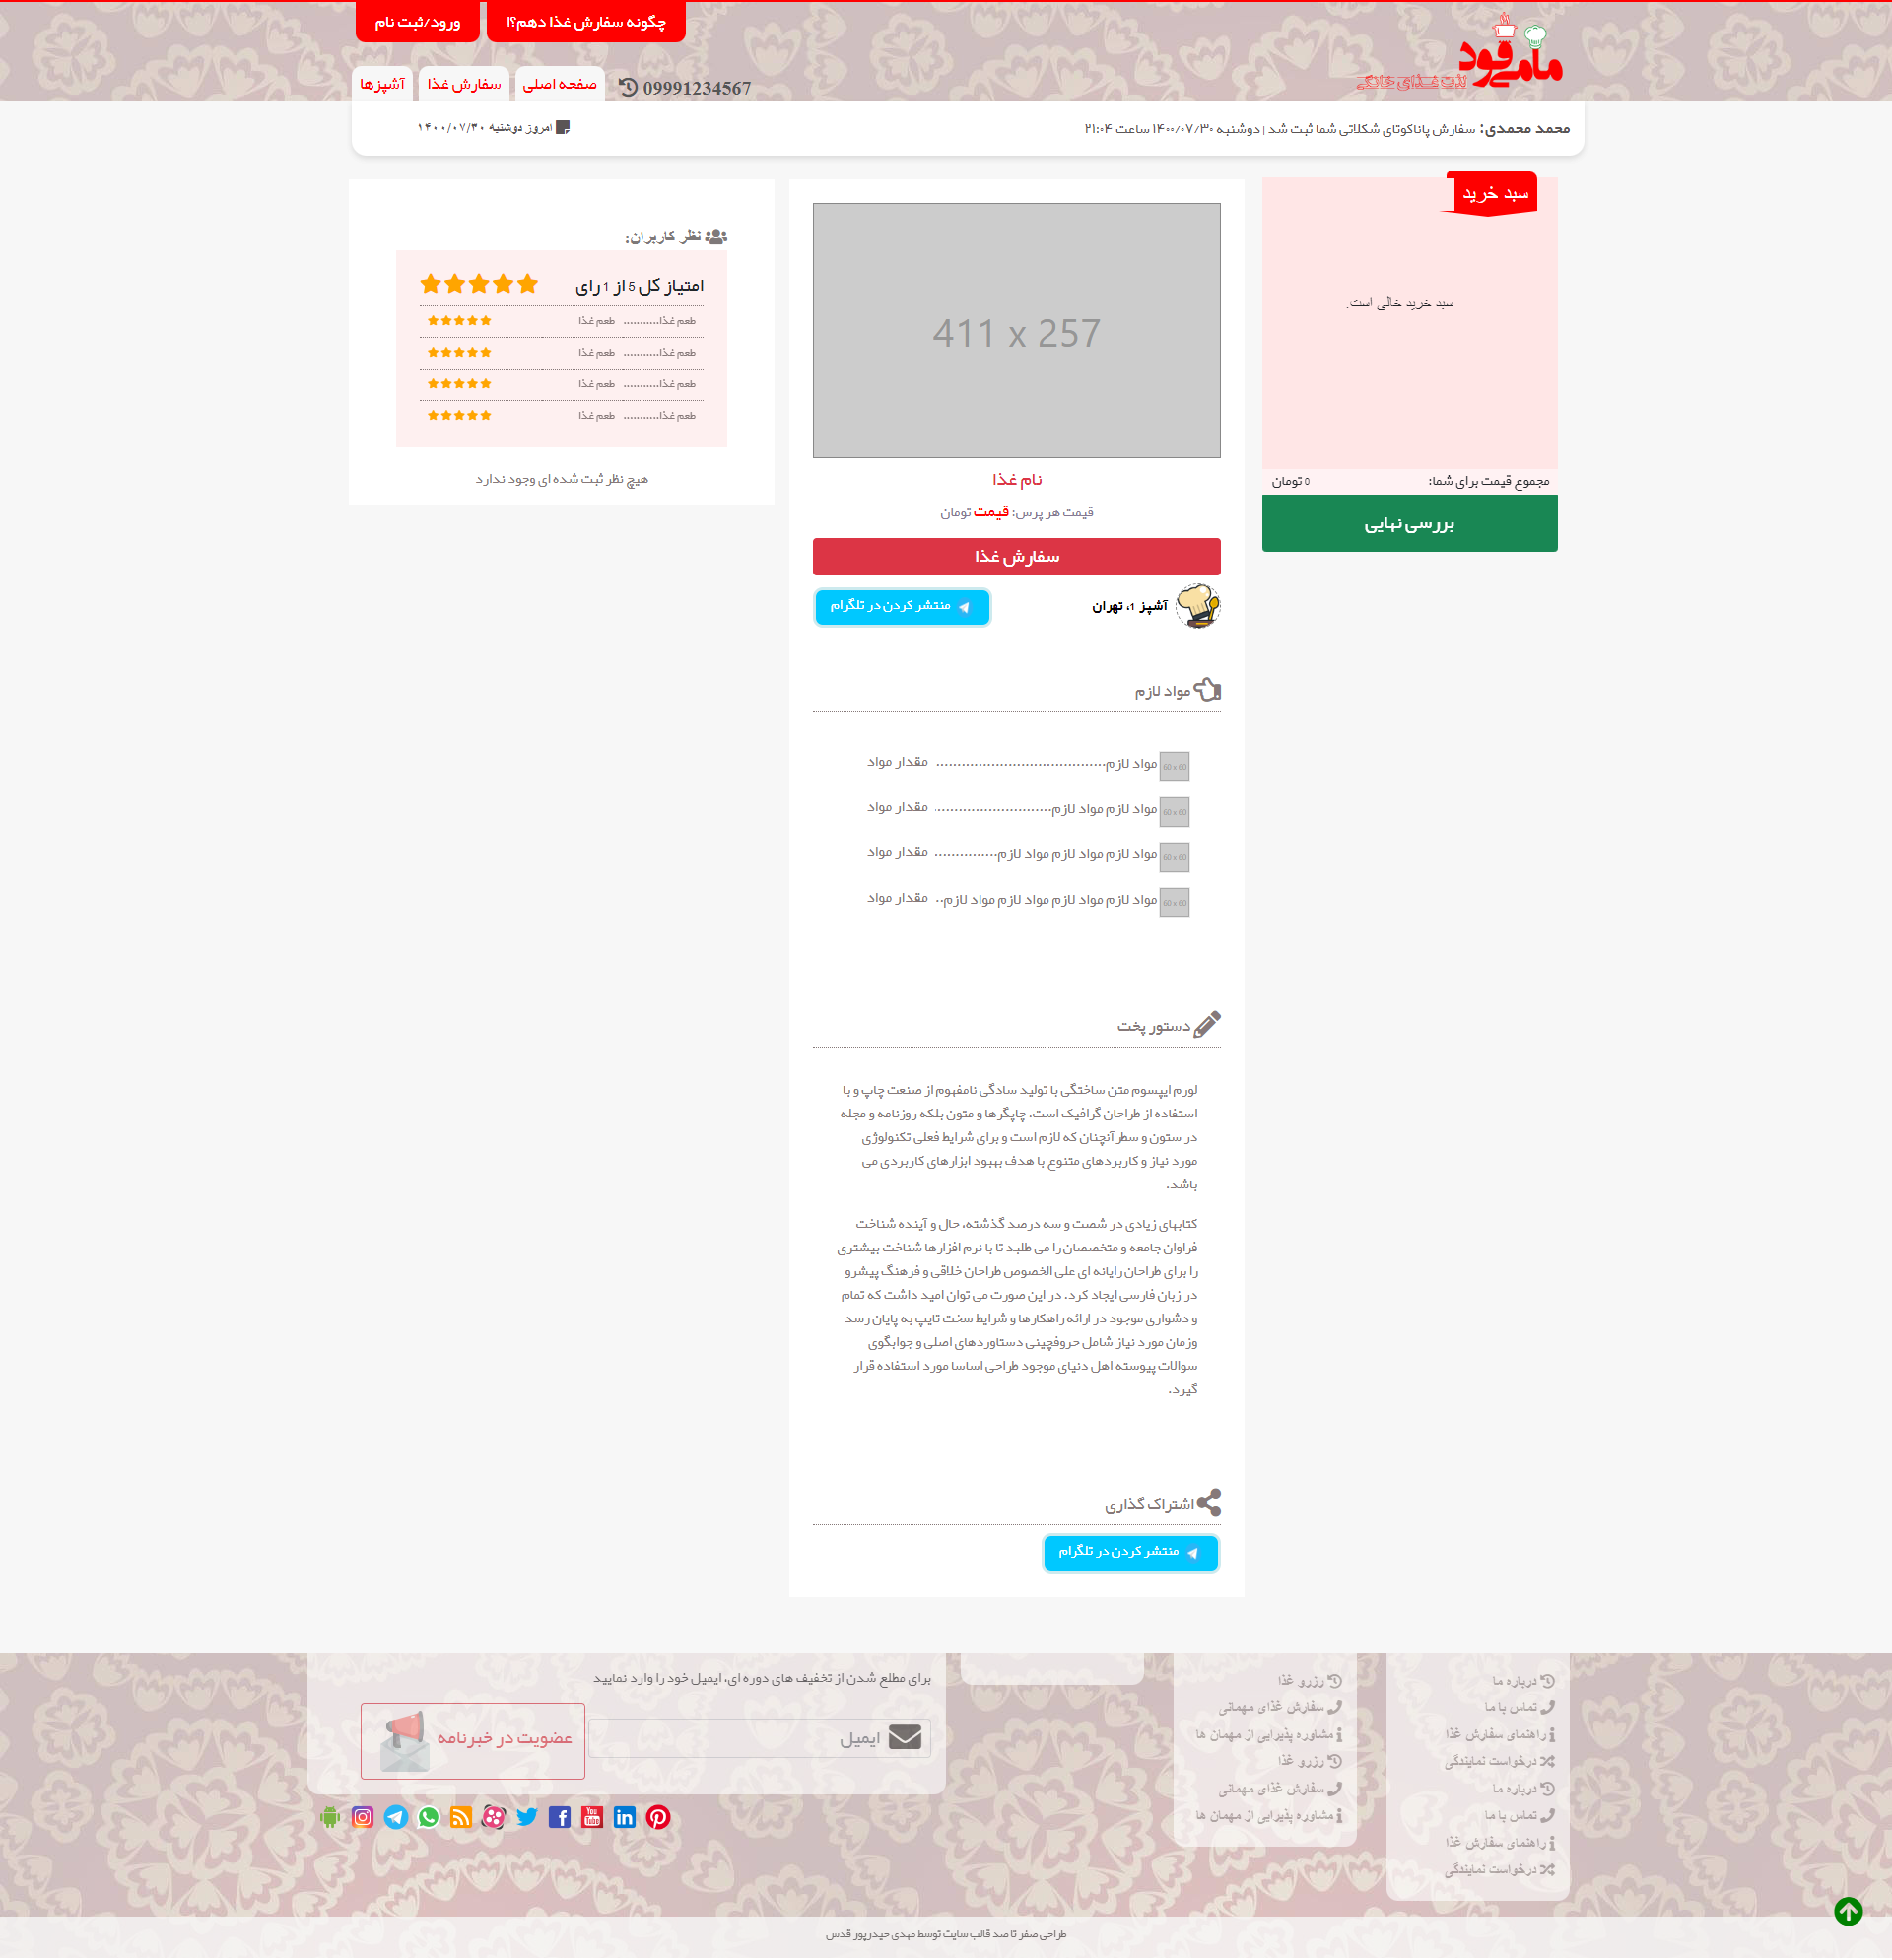 مامی فود
لذت غذای خانگی
چگونه سفارش غذا دهم؟!
ورود/ثبت نام
09991234567
صفحه اصلی
سفارش غذا
آشپزها
محمد محمدی: سفارش پاناکوتای شکلاتی شما ثبت شد | دوشنبه ۱۴۰۰/۰۷/۳۰ ساعت ۲۱:۰۴
امروز دوشنبه ۱۴۰۰/۰۷/۳۰
سبد خرید
سبد خرید خالی است.
مجموع قیمت برای شما:
0 تومان
بررسی نهایی
411 x 257
نام غذا
قیمت هر پرس: قیمت تومان
سفارش غذا
آشپز 1، تهران
منتشر کردن در تلگرام
مواد لازم
60 x 60
مواد لازم........................................ مقدار مواد
60 x 60
مواد لازم مواد لازم............................ مقدار مواد
60 x 60
مواد لازم مواد لازم مواد لازم............... مقدار مواد
60 x 60
مواد لازم مواد لازم مواد لازم مواد لازم.. مقدار مواد
دستور پخت
لورم ایپسوم متن ساختگی با تولید سادگی نامفهوم از صنعت چاپ و با
استفاده از طراحان گرافیک است. چاپگرها و متون بلکه روزنامه و مجله
در ستون و سطرآنچنان که لازم است و برای شرایط فعلی تکنولوژی
مورد نیاز و کاربردهای متنوع با هدف بهبود ابزارهای کاربردی می
باشد.
کتابهای زیادی در شصت و سه درصد گذشته، حال و آینده شناخت
فراوان جامعه و متخصصان را می طلبد تا با نرم افزارها شناخت بیشتری
را برای طراحان رایانه ای علی الخصوص طراحان خلاقی و فرهنگ پیشرو
در زبان فارسی ایجاد کرد. در این صورت می توان امید داشت که تمام
و دشواری موجود در ارائه راهکارها و شرایط سخت تایپ به پایان رسد
وزمان مورد نیاز شامل حروفچینی دستاوردهای اصلی و جوابگوی
سوالات پیوسته اهل دنیای موجود طراحی اساسا مورد استفاده قرار
گیرد.
اشتراک گذاری
منتشر کردن در تلگرام
نظر کاربران:
امتیاز کل 5 از 1 رای
طعم غذا........... طعم غذا
طعم غذا........... طعم غذا
طعم غذا........... طعم غذا
طعم غذا........... طعم غذا
هیچ نظر ثبت شده ای وجود ندارد
درباره ما
تماس با ما
راهنمای سفارش غذا
درخواست نمایندگی
درباره ما
تماس با ما
راهنمای سفارش غذا
درخواست نمایندگی
رزرو غذا
سفارش غذای مهمانی
مشاوره پذیرایی از مهمان ها
رزرو غذا
سفارش غذای مهمانی
مشاوره پذیرایی از مهمان ها
برای مطلع شدن از تخفیف های دوره ای، ایمیل خود را وارد نمایید
ایمیل
عضویت در خبرنامه
You Tube
طراحی صفر تا صد قالب سایت توسط مهدی حیدرپور قدس